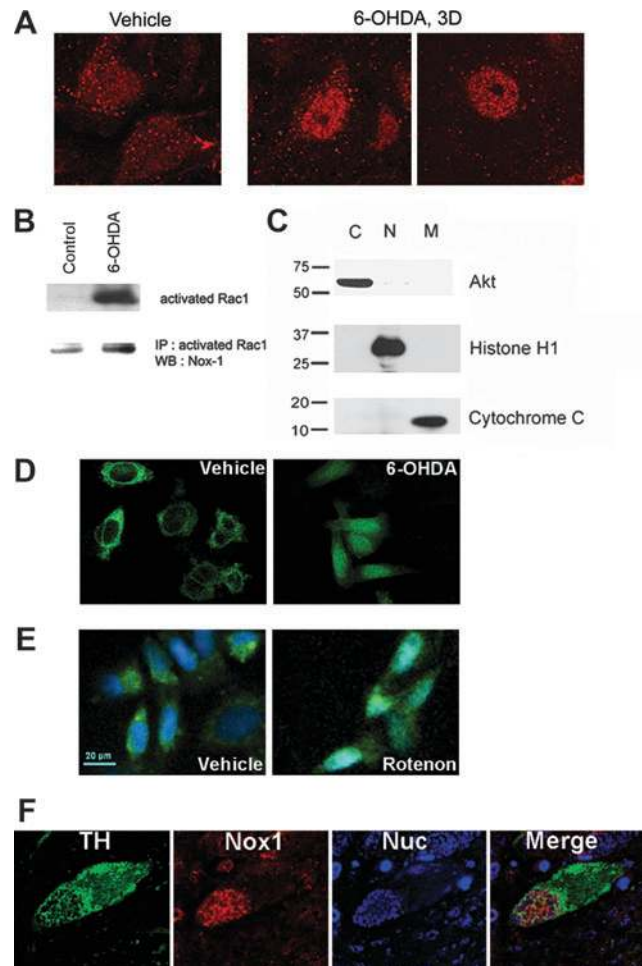 A
Vehicle
6-OHDA, 3D
B
Control
6-OHDA
activated Rac1
IP : activated Rac1
WB : Nox-1
C
C N M
75
50
Akt
37
25
Histone H1
20
10
Cytochrome C
D
Vehicle
6-OHDA
E
20 µm
Vehicle
Rotenon
F
TH
Nox1
Nuc
Merge